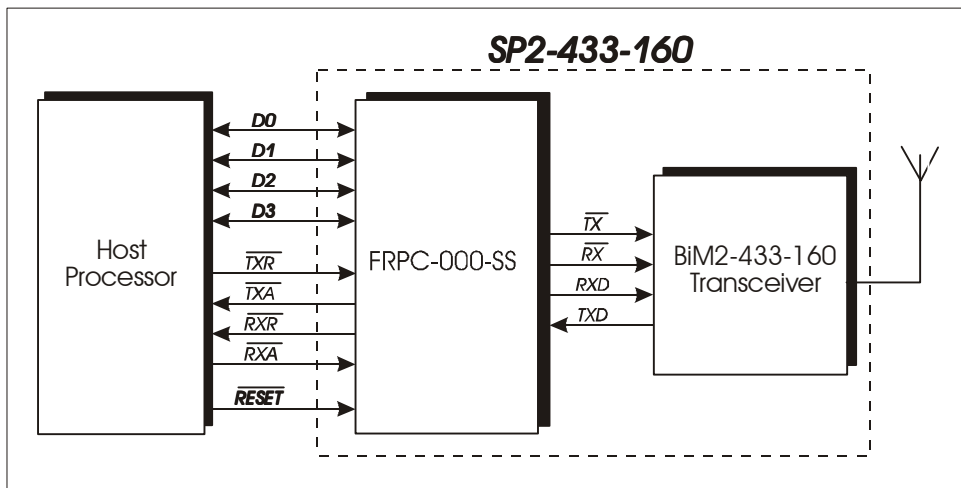 SP2-433-160
D0
D1
D2
D3
Host
Processor
TXR
TXA
RXR
RXA
RESET
FRPC-000-SS
TX
RX
RXD
TXD
BiM2-433-160
Transceiver